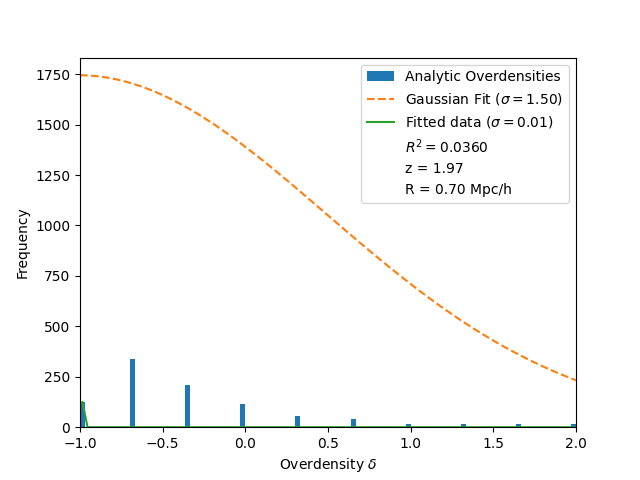 Analytic Overdensities
Gaussian Fit (σ = 1.50)
Fitted data (σ = 0.01)
R² = 0.0360
z = 1.97
R = 0.70 Mpc/h
Frequency
1750
1500
1250
1000
750
500
250
0
−1.0 −0.5 0.0 0.5 1.0 1.5 2.0
Overdensity δ